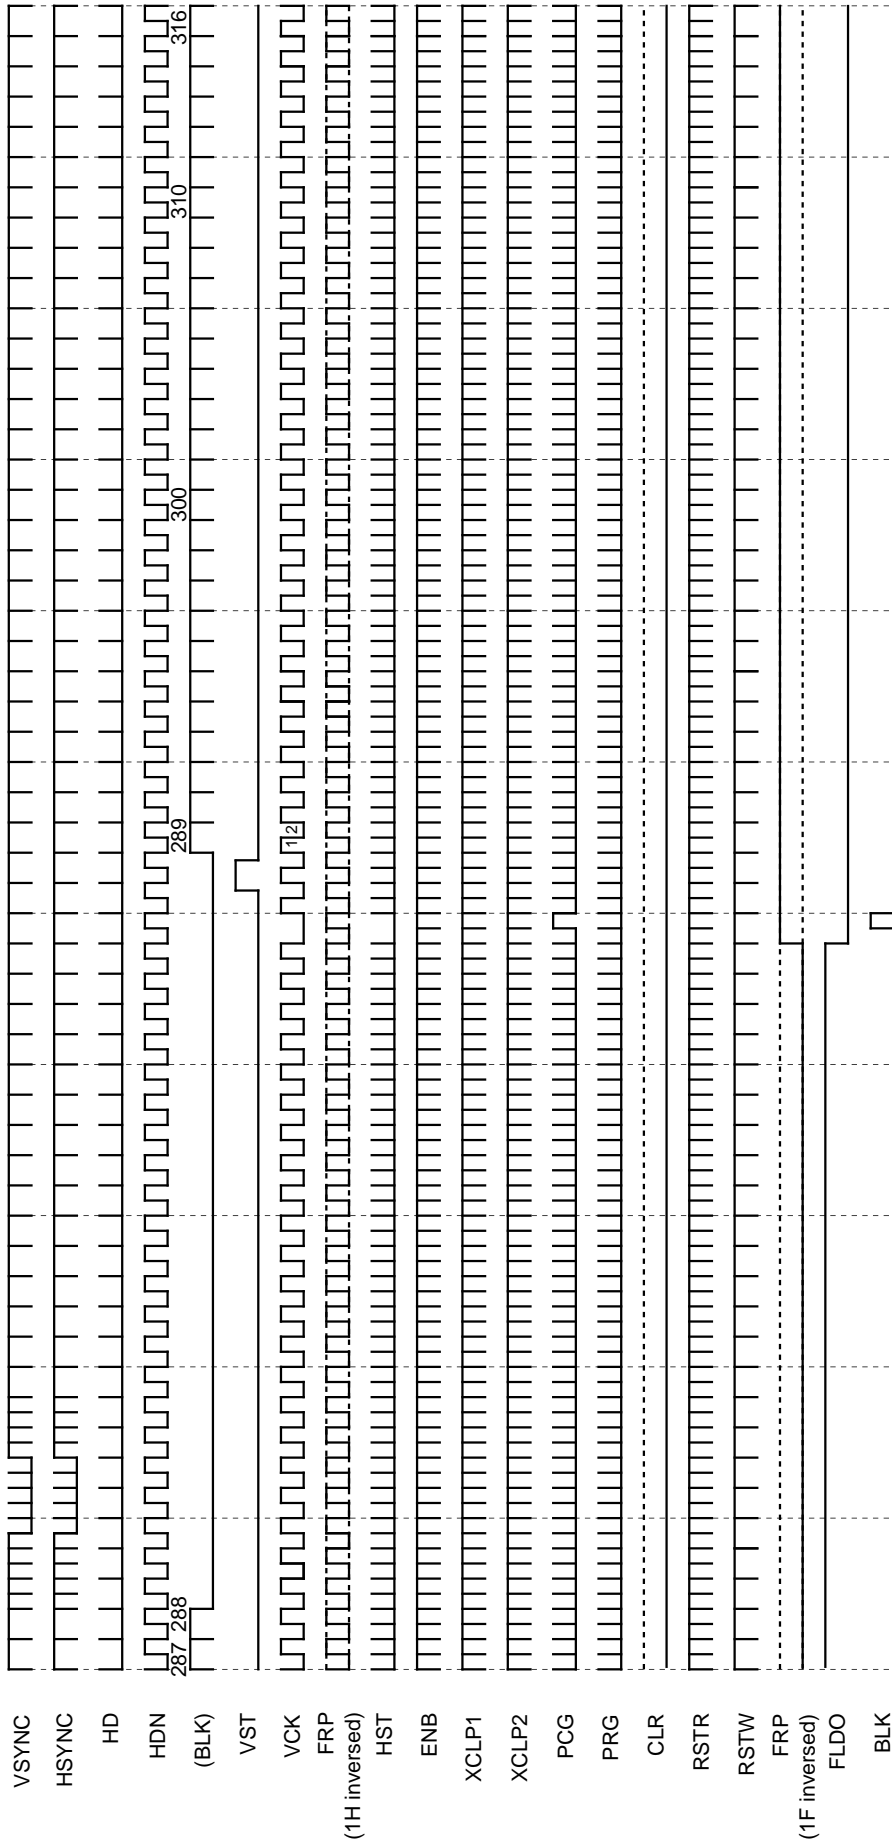 VSYNC
HSYNC
HD
HDN
(BLK)
287 288 289 300 310 316
VST
VCK
1 2
FRP
(1H inversed)
HST
ENB
XCLP1
XCLP2
PCG
PRG
CLR
RSTR
RSTW
FRP
(1F inversed)
FLDO
BLK